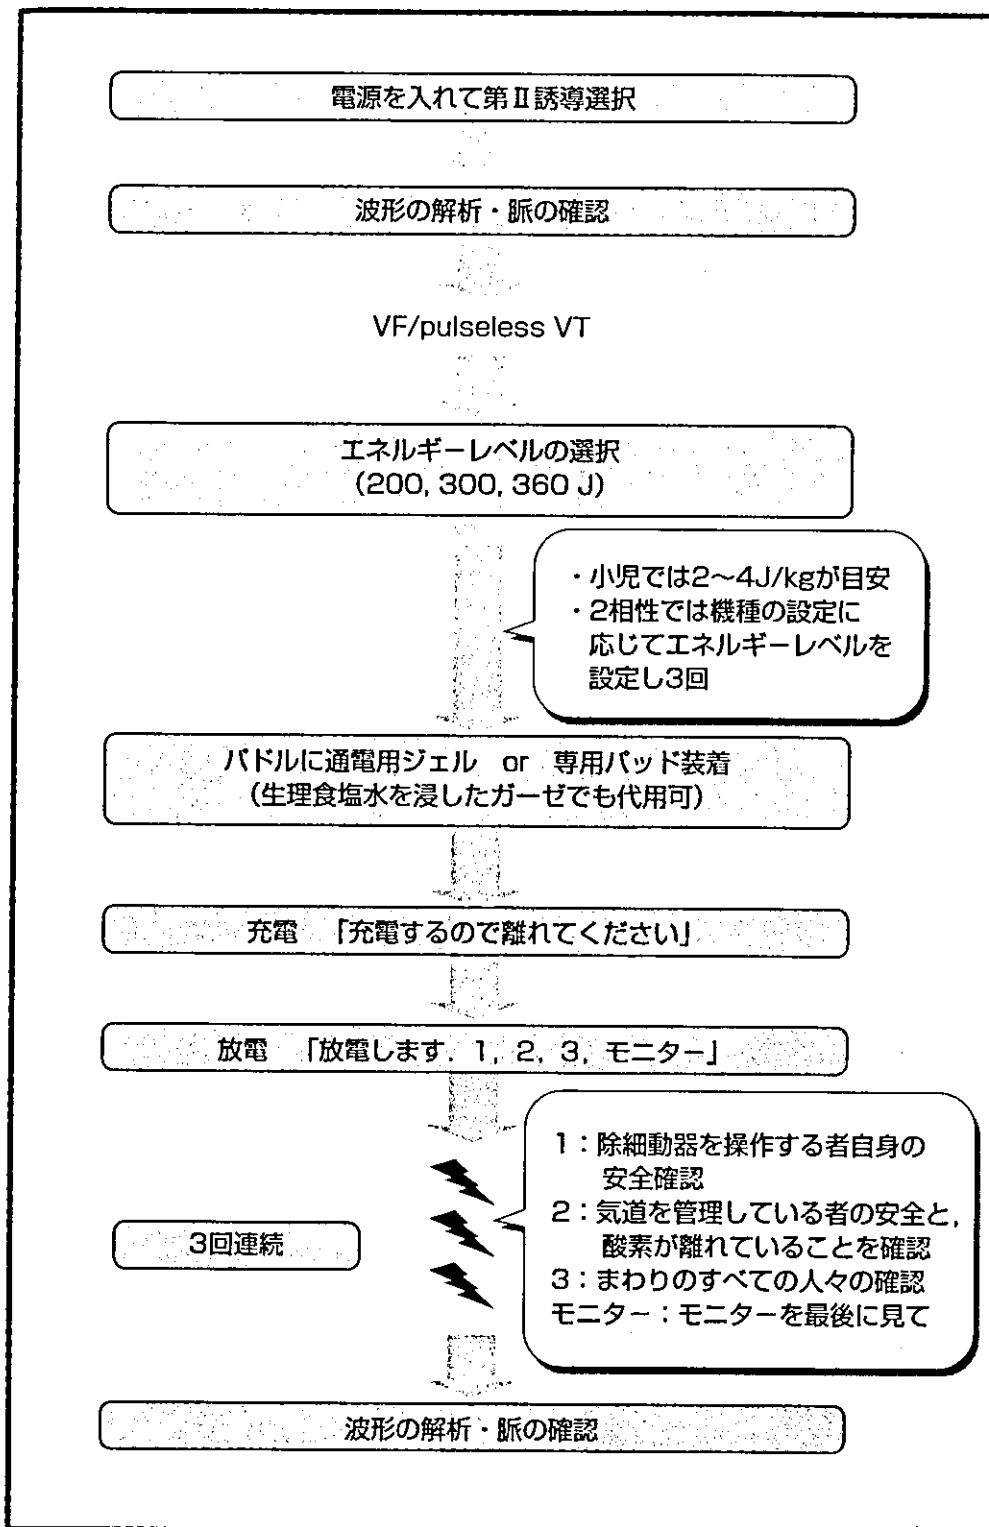 電源を入れて第Ⅱ誘導選択
波形の解析・脈の確認
VF/pulseless VT
エネルギーレベルの選択
(200, 300, 360 J)
・小児では2〜4J/kgが目安
・2相性では機種の設定に
応じてエネルギーレベルを
設定し3回
パドルに通電用ジェル or 専用パッド装着
(生理食塩水を浸したガーゼでも代用可)
充電 「充電するので離れてください」
放電 「放電します. 1, 2, 3, モニター」
1：除細動器を操作する者自身の
安全確認
2：気道を管理している者の安全と,
酸素が離れていることを確認
3：まわりのすべての人々の確認
モニター：モニターを最後に見て
3回連続
波形の解析・脈の確認